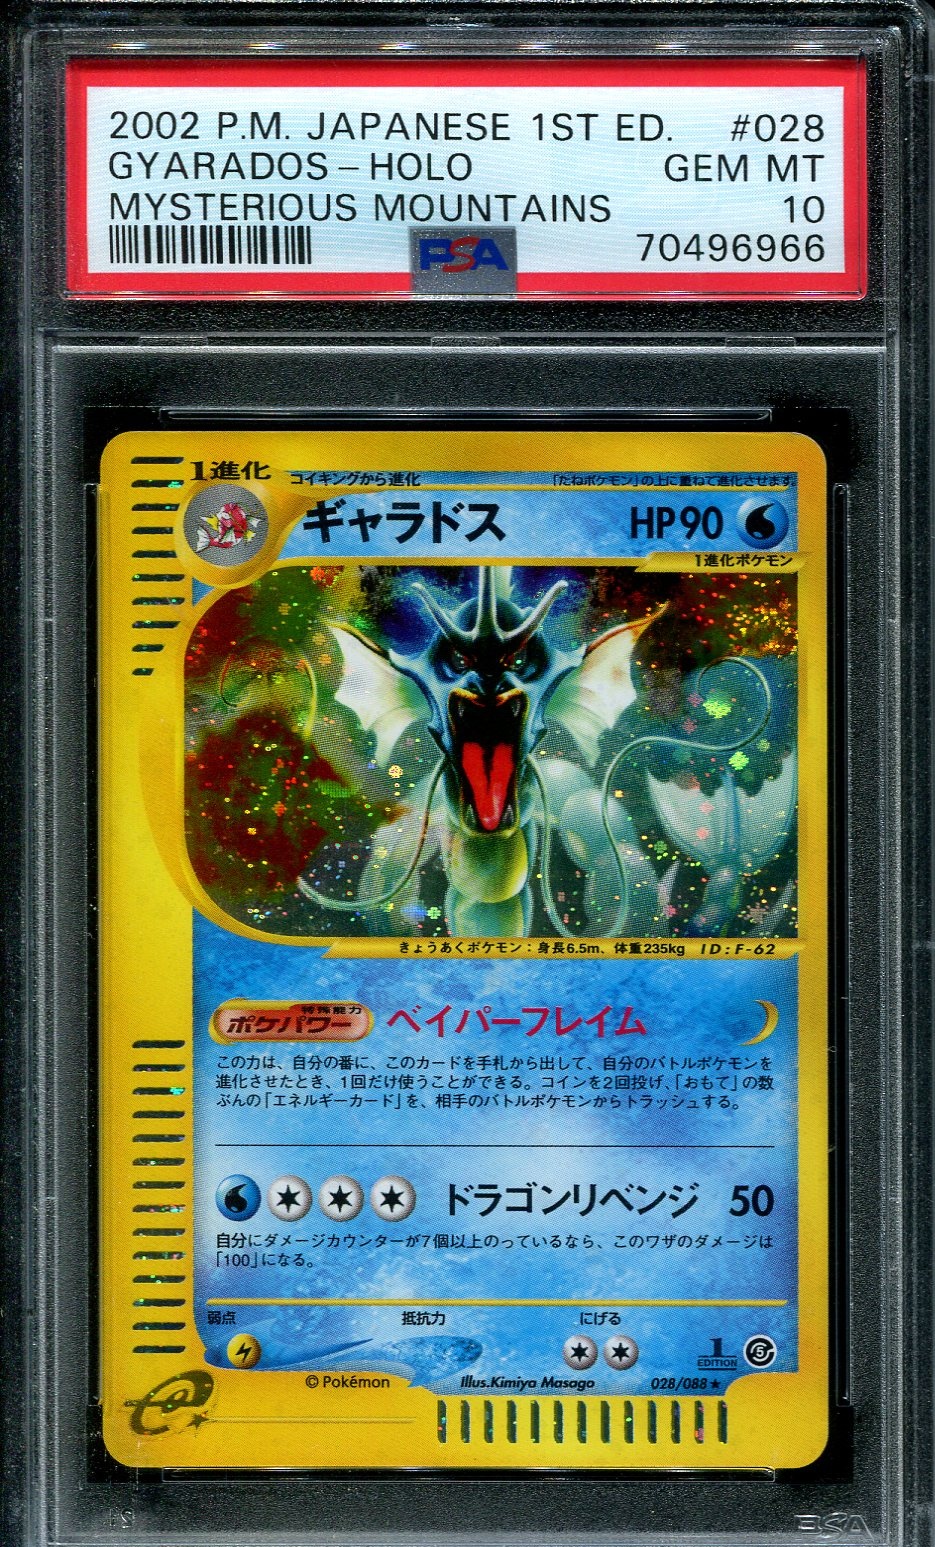 2002 P.M. JAPANESE 1ST ED. #028
GYARADOS - HOLO GEM MT
MYSTERIOUS MOUNTAINS 10
70496966
PSA
1進化
コイキングから進化 「たねポケモン」の上に重ねて進化させます。
ギャラドス HP90
1進化ポケモン
きょうあくポケモン：身長6.5m、体重235kg ID:F-62
特殊能力
ポケパワー ベイパーフレイム
この力は、自分の番に、このカードを手札から出して、自分のバトルポケモンを
進化させたとき、1回だけ使うことができる。コインを2回投げ、「おもて」の数
ぶんの「エネルギーカード」を、相手のバトルポケモンからトラッシュする。
ドラゴンリベンジ 50
自分にダメージカウンターが7個以上のっているなら、このワザのダメージは
「100」になる。
弱点 抵抗力 にげる
1
EDITION
5
© Pokémon Illus.Kimiya Masago 028/088★
e
PSA